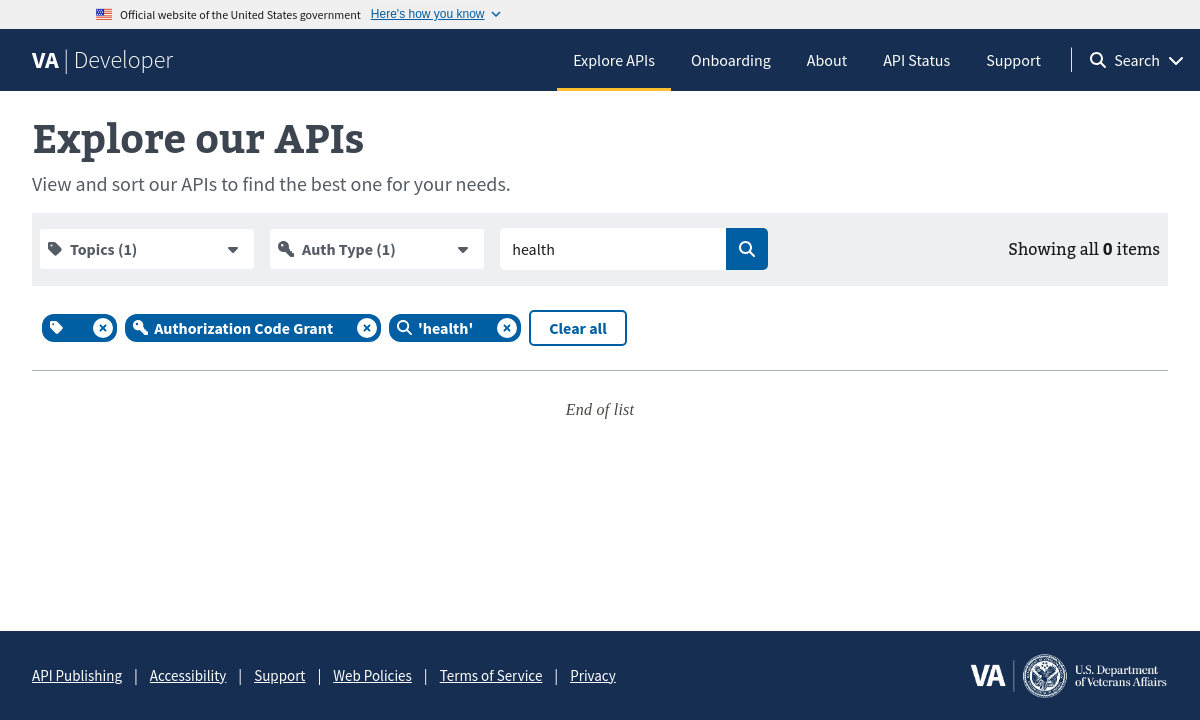 Official website of the United States government Here's how you know
VA | Developer
Explore APIs Onboarding About API Status Support Search
Explore our APIs
View and sort our APIs to find the best one for your needs.
Topics (1) Auth Type (1) health Showing all 0 items
Authorization Code Grant 'health' Clear all
End of list
API Publishing | Accessibility | Support | Web Policies | Terms of Service | Privacy
VA | U.S. Department
of Veterans Affairs